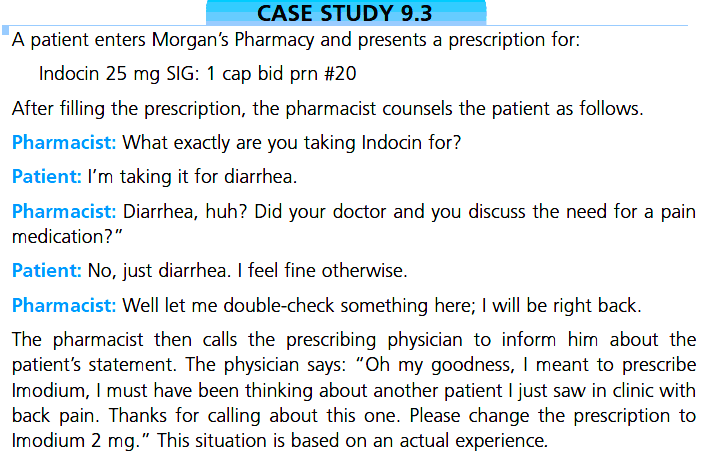 CASE STUDY 9.3
A patient enters Morgan's Pharmacy and presents a prescription for:
Indocin 25 mg SIG: 1 cap bid prn #20
After filling the prescription, the pharmacist counsels the patient as follows.
Pharmacist: What exactly are you taking Indocin for?
Patient: I'm taking it for diarrhea.
Pharmacist: Diarrhea, huh? Did your doctor and you discuss the need for a pain
medication?”
Patient: No, just diarrhea. I feel fine otherwise.
Pharmacist: Well let me double-check something here; I will be right back.
The pharmacist then calls the prescribing physician to inform him about the
patient's statement. The physician says: “Oh my goodness, I meant to prescribe
Imodium, I must have been thinking about another patient I just saw in clinic with
back pain. Thanks for calling about this one. Please change the prescription to
Imodium 2 mg.” This situation is based on an actual experience.